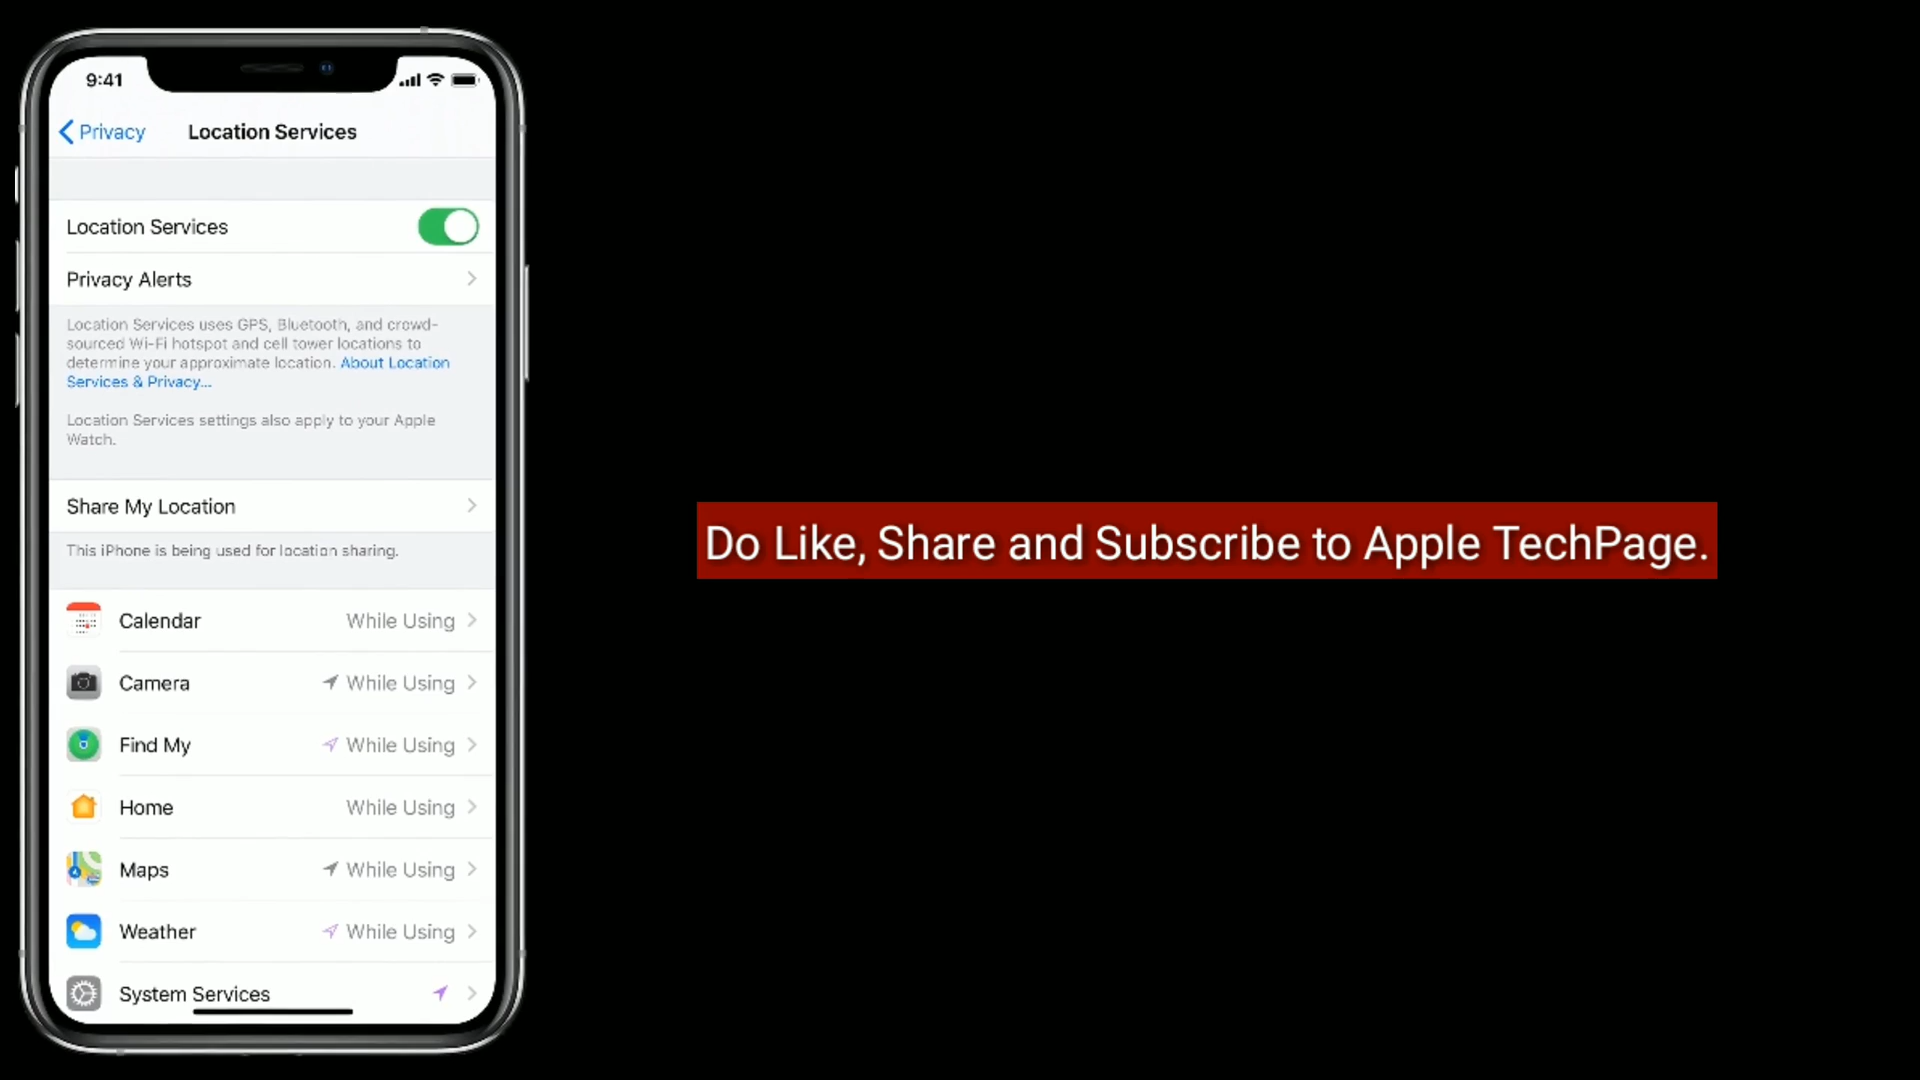 9:41
Privacy
Location Services
Location Services
Privacy Alerts
Location Services uses GPS, Bluetooth, and crowd-
sourced Wi-Fi hotspot and cell tower locations to
determine your approximate location. About Location
Services & Privacy...
Location Services settings also apply to your Apple
Watch.
Share My Location
This iPhone is being used for location sharing.
Calendar While Using
Camera While Using
Find My While Using
Home While Using
Maps While Using
Weather While Using
System Services
Do Like, Share and Subscribe to Apple TechPage.